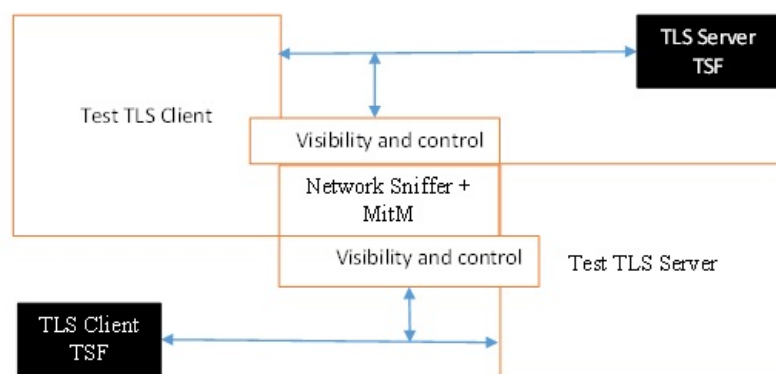 TLS Server
TSF
Test TLS Client
Visibility and control
Network Sniffer +
MitM
Visibility and control
Test TLS Server
TLS Client
TSF